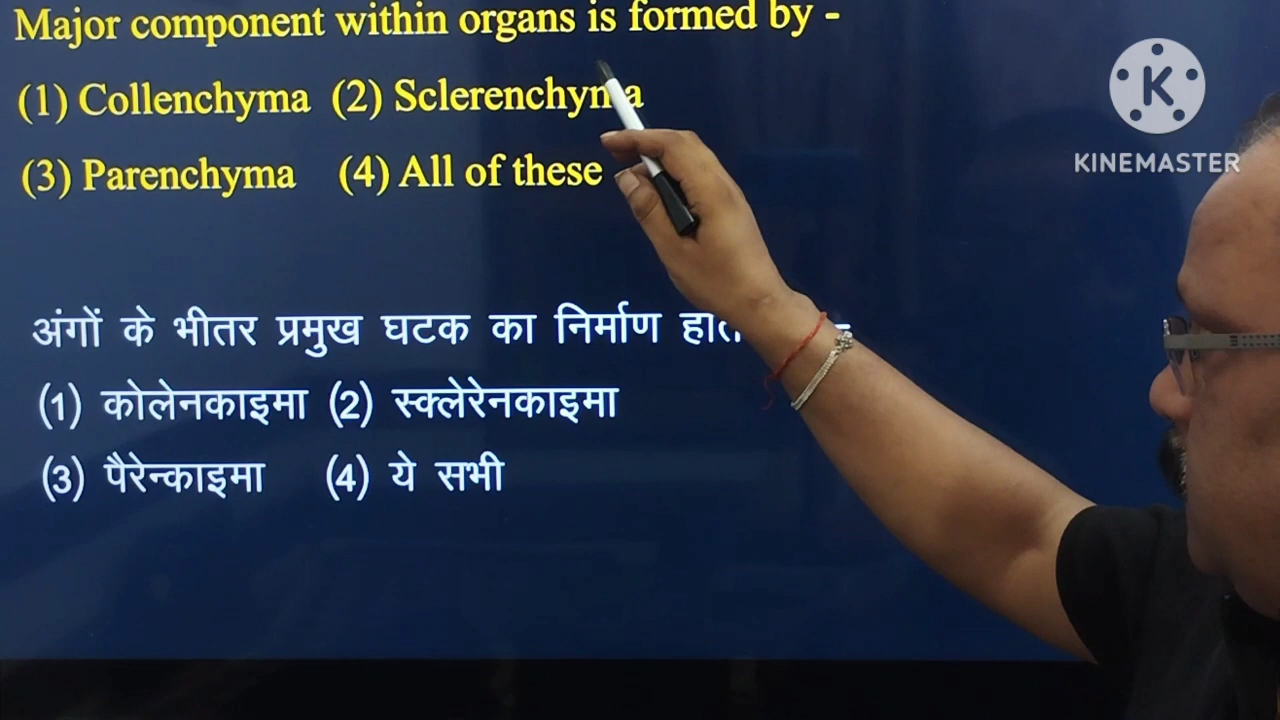 Major component within organs is formed by -
(1) Collenchyma (2) Sclerenchyma
(3) Parenchyma (4) All of these
K
KINEMASTER
अंगों के भीतर प्रमुख घटक का निर्माण -
(1) कोलेनकाइमा (2) स्क्लेरेनकाइमा
(3) पैरेन्काइमा (4) ये सभी